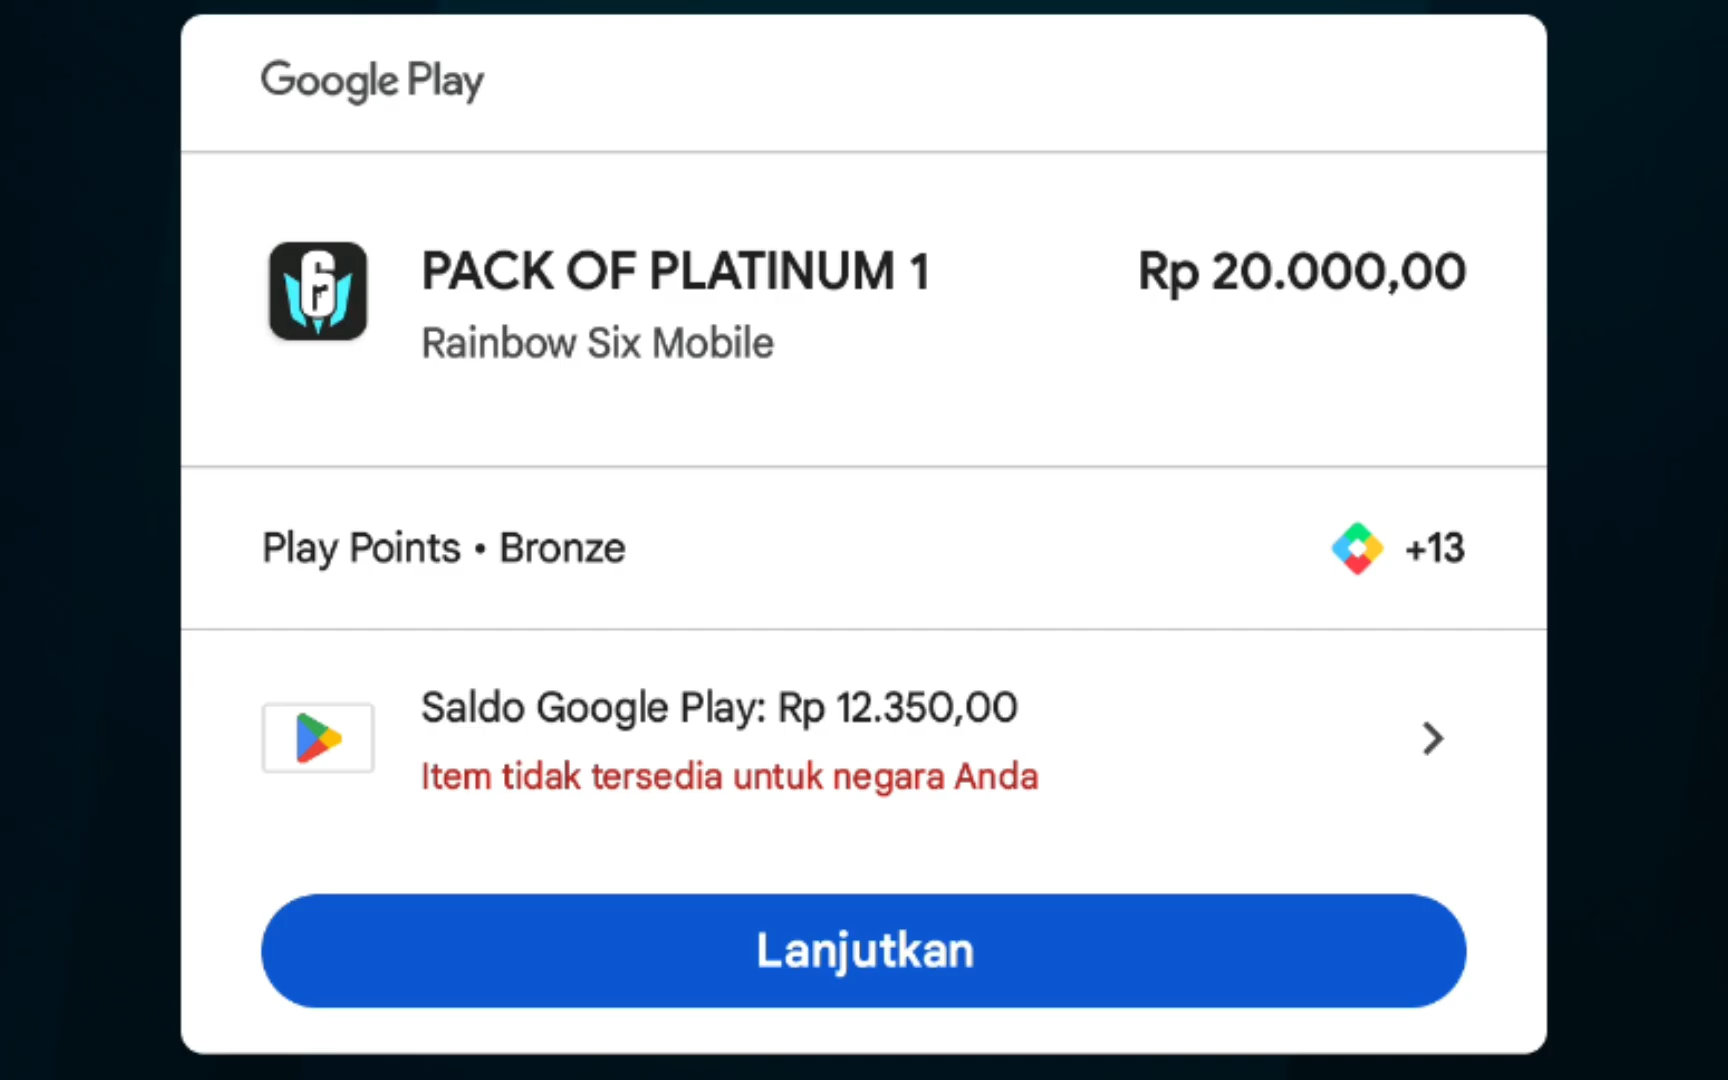 Google Play
PACK OF PLATINUM 1
Rp 20.000,00
Rainbow Six Mobile
Play Points • Bronze
+13
Saldo Google Play: Rp 12.350,00
Item tidak tersedia untuk negara Anda
Lanjutkan